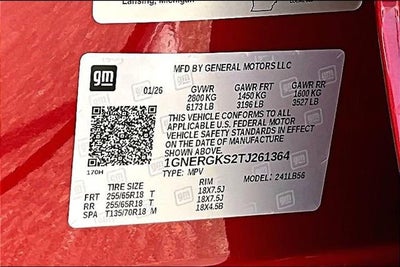 Lansing, Michigan
gm
MFD BY GENERAL MOTORS LLC
01/26 GVWR GAWR FRT GAWR RR
2800 KG 1450 KG 1600 KG
6173 LB 3196 LB 3527 LB
THIS VEHICLE CONFORMS TO ALL
APPLICABLE U.S. FEDERAL MOTOR
VEHICLE SAFETY STANDARDS IN EFFECT
ON THE DATE OF MANUFACTURE
SHOWN ABOVE.
1GNERGKS2TJ261364
170H TYPE: MPV MODEL: 241LB56
TIRE SIZE RIM
FRT 255/65R18 T 18X7.5J
RR 255/65R18 T 18X7.5J
SPA T135/70R18 M 18X4.5B